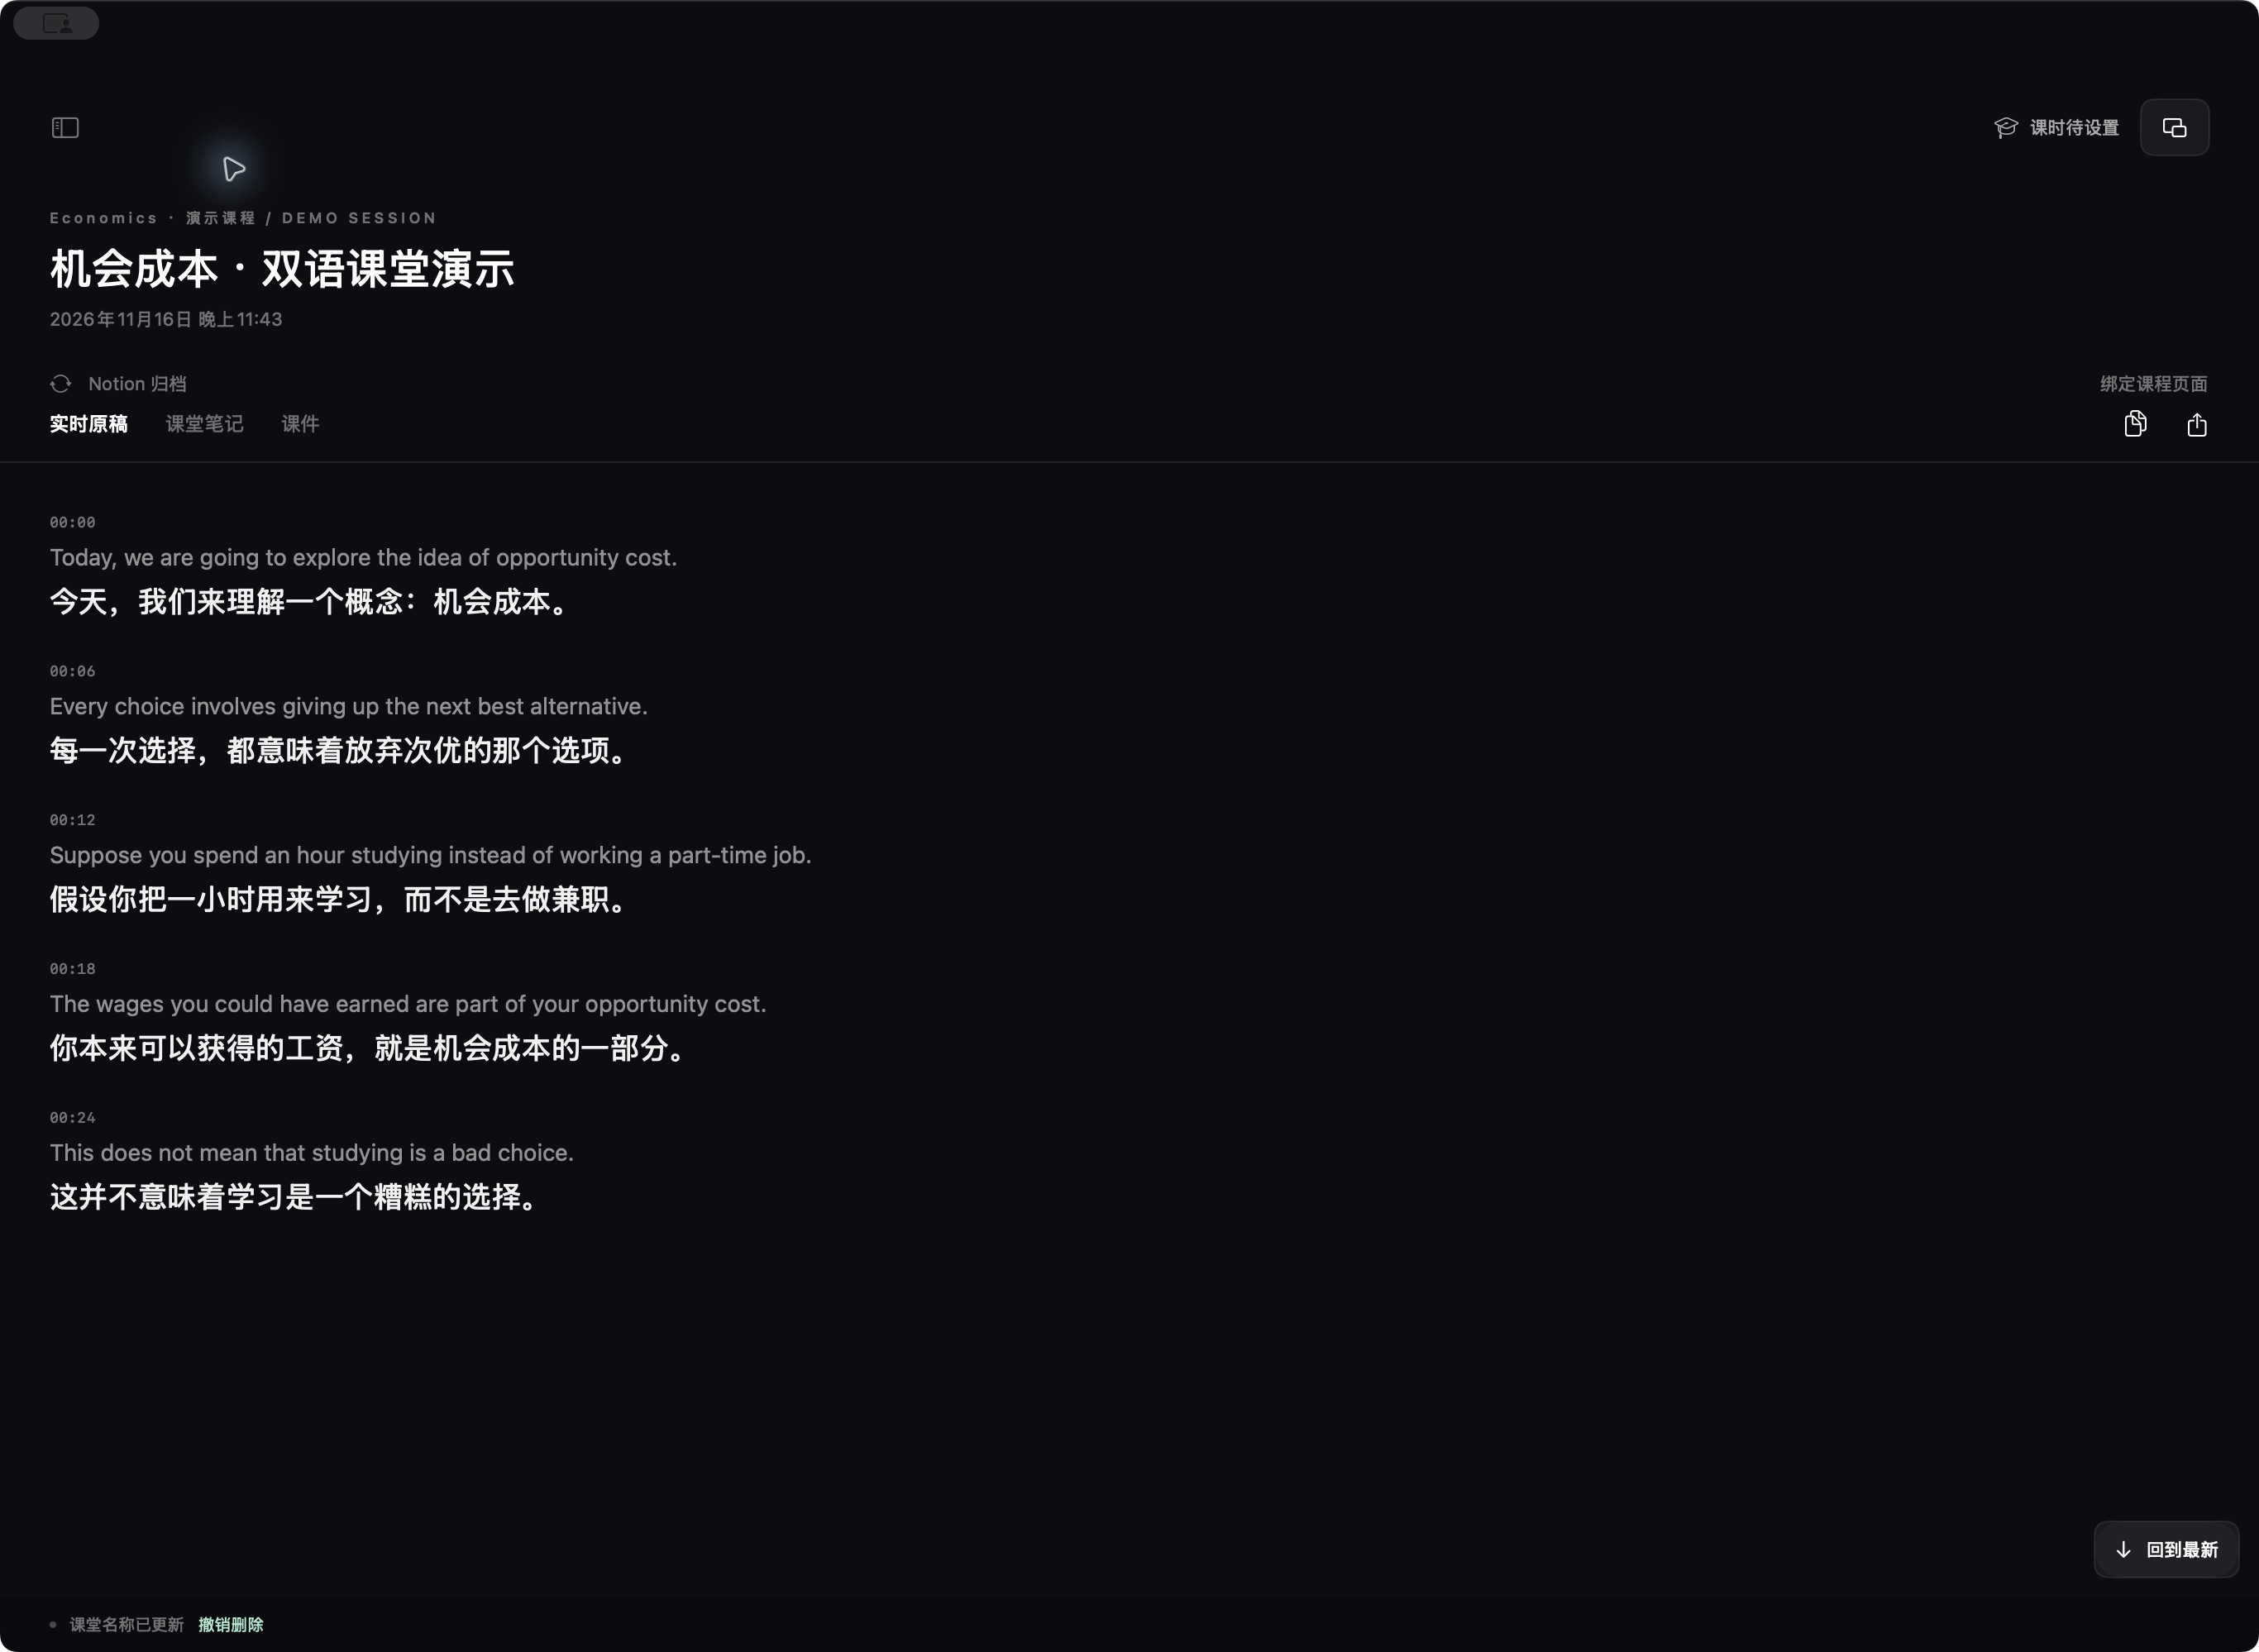 课时待设置
Economics · 演示课程 / DEMO SESSION
机会成本 · 双语课堂演示
2026年11月16日 晚上11:43
Notion 归档
绑定课程页面
实时原稿 课堂笔记 课件
00:00
Today, we are going to explore the idea of opportunity cost.
今天，我们来理解一个概念：机会成本。
00:06
Every choice involves giving up the next best alternative.
每一次选择，都意味着放弃次优的那个选项。
00:12
Suppose you spend an hour studying instead of working a part-time job.
假设你把一小时用来学习，而不是去做兼职。
00:18
The wages you could have earned are part of your opportunity cost.
你本来可以获得的工资，就是机会成本的一部分。
00:24
This does not mean that studying is a bad choice.
这并不意味着学习是一个糟糕的选择。
回到最新
课堂名称已更新 撤销删除